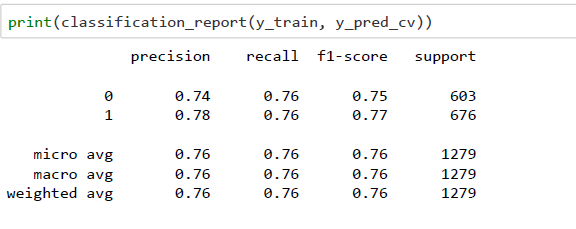 print(classification_report(y_train, y_pred_cv))
precision recall f1-score support
0 0.74 0.76 0.75 603
1 0.78 0.76 0.77 676
micro avg 0.76 0.76 0.76 1279
macro avg 0.76 0.76 0.76 1279
weighted avg 0.76 0.76 0.76 1279